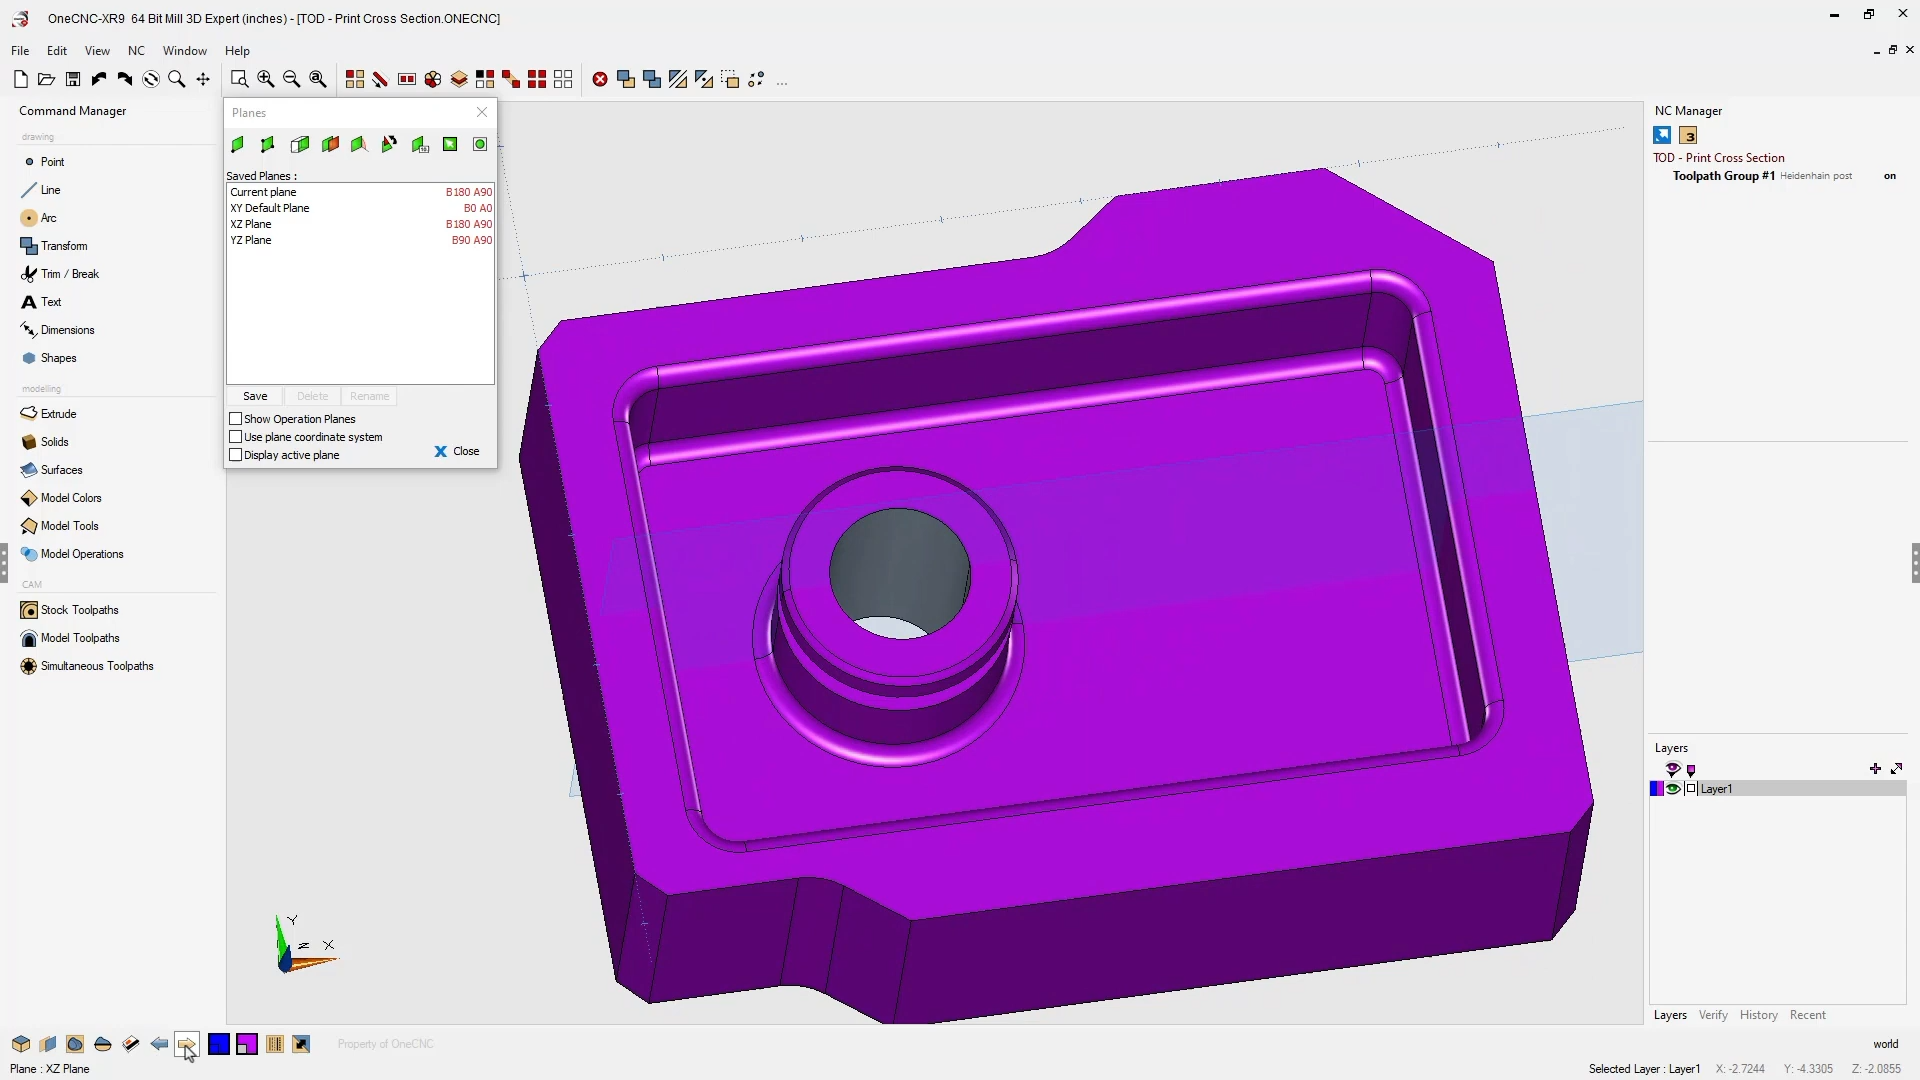 OneCNC-XR9  64 Bit Mill 3D Expert (inches) - [TOD - Print Cross Section.ONECNC]
File Edit View NC Window Help
Command Manager
drawing
Point
Line
Arc
Transform
Trim / Break
Text
Dimensions
Shapes
modelling
Extrude
Solids
Surfaces
Model Colors
Model Tools
Model Operations
CAM
Stock Toolpaths
Model Toolpaths
Simultaneous Toolpaths
Planes
Saved Planes :
Current plane B180 A90
XY Default Plane B0 A0
XZ Plane B180 A90
YZ Plane B90 A90
Save Delete Rename
Show Operation Planes
Use plane coordinate system
Display active plane
X Close
Y
Z X
NC Manager
3
TOD - Print Cross Section
Toolpath Group #1 Heidenhain post on
Layers
Layer1
Layers Verify History Recent
Property of OneCNC
world
Plane : XZ Plane
Selected Layer : Layer1 X: -2.7244 Y: -4.3305 Z: -2.0855